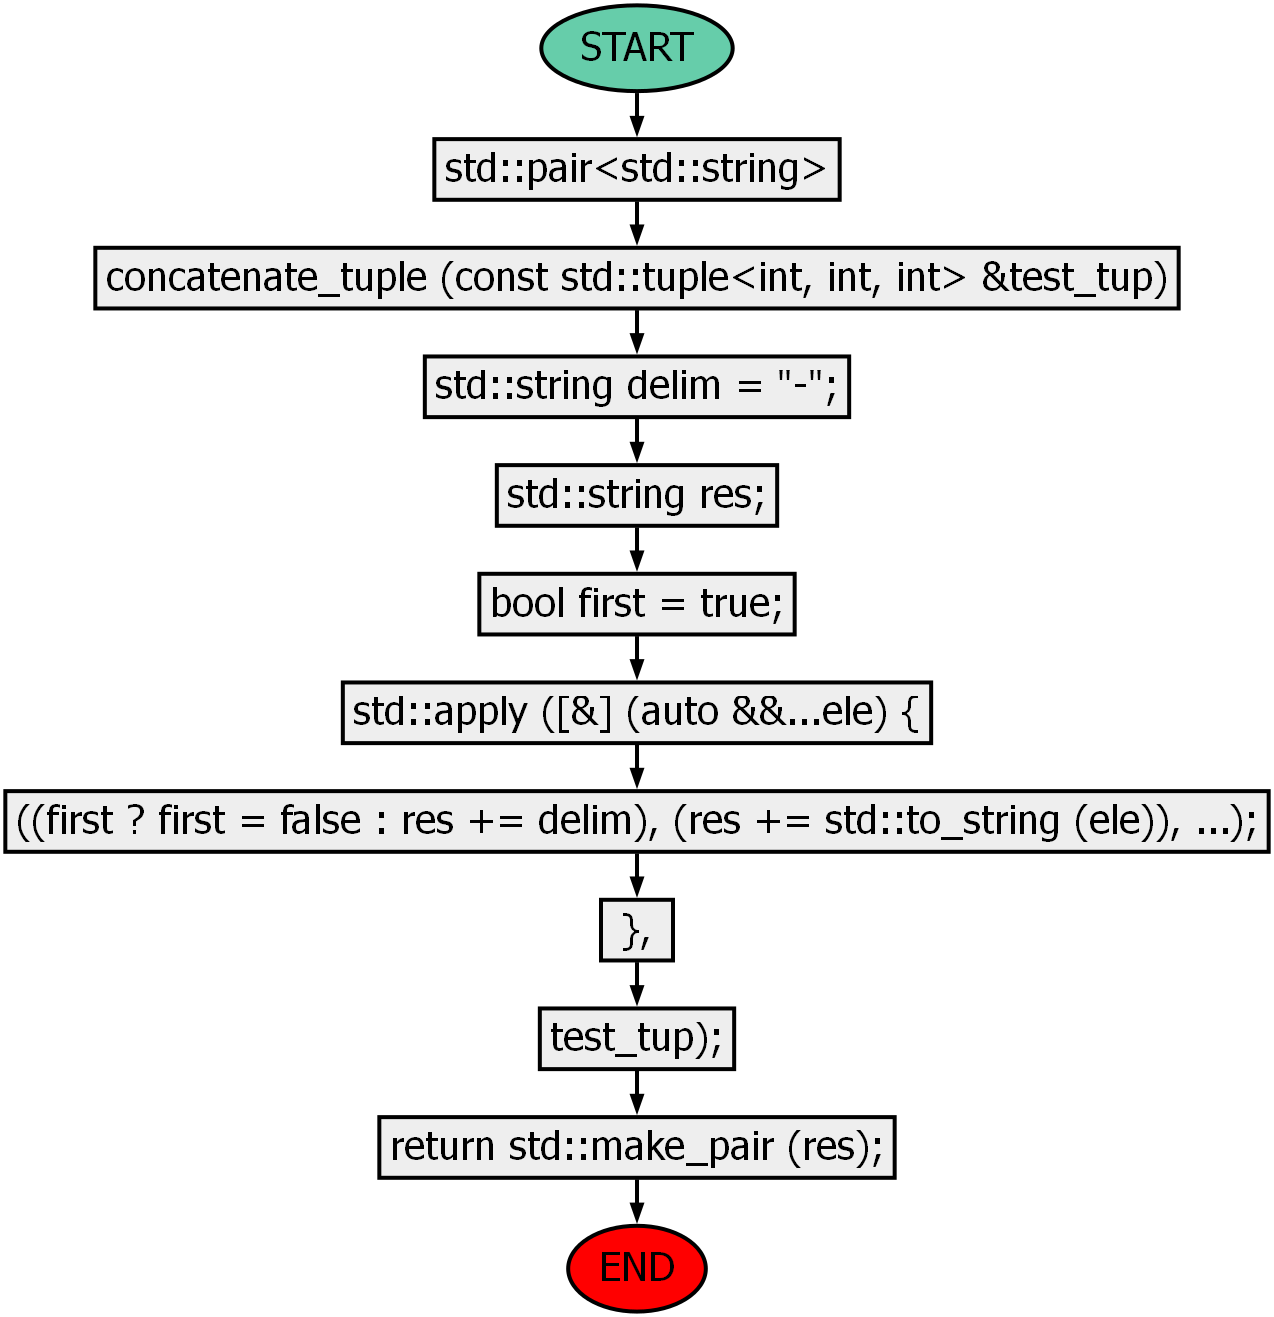 START
std::pair<std::string>
concatenate_tuple (const std::tuple<int, int, int> &test_tup)
std::string delim = "-";
std::string res;
bool first = true;
std::apply ([&] (auto &&...ele) {
((first ? first = false : res += delim), (res += std::to_string (ele)), ...);
},
test_tup);
return std::make_pair (res);
END